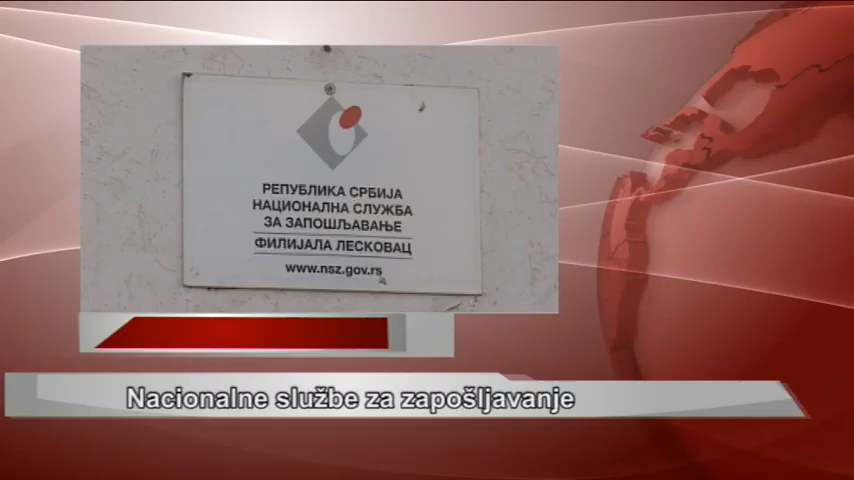 РЕПУБЛИКА СРБИЈА
НАЦИОНАЛНА СЛУЖБА
ЗА ЗАПОШЉАВАЊЕ
ФИЛИЈАЛА ЛЕСКОВАЦ
www.nsz.gov.rs
Nacionalne službe za zapošljavanje